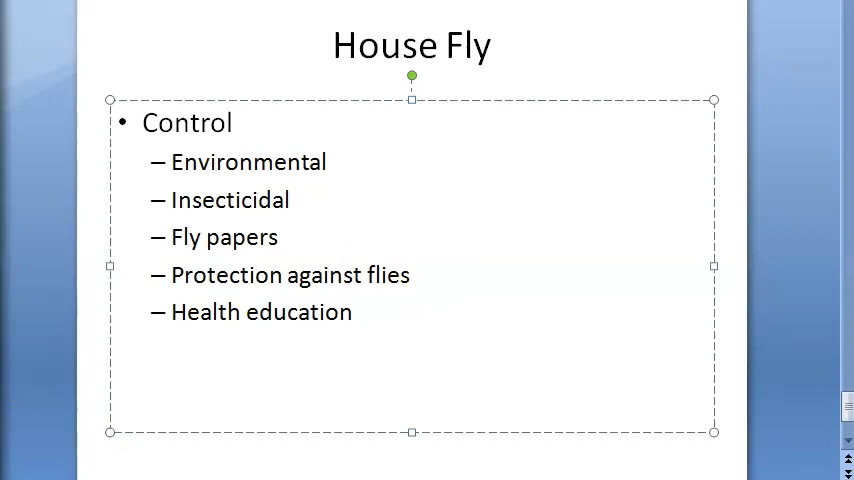 House Fly
• Control
– Environmental
– Insecticidal
– Fly papers
– Protection against flies
– Health education